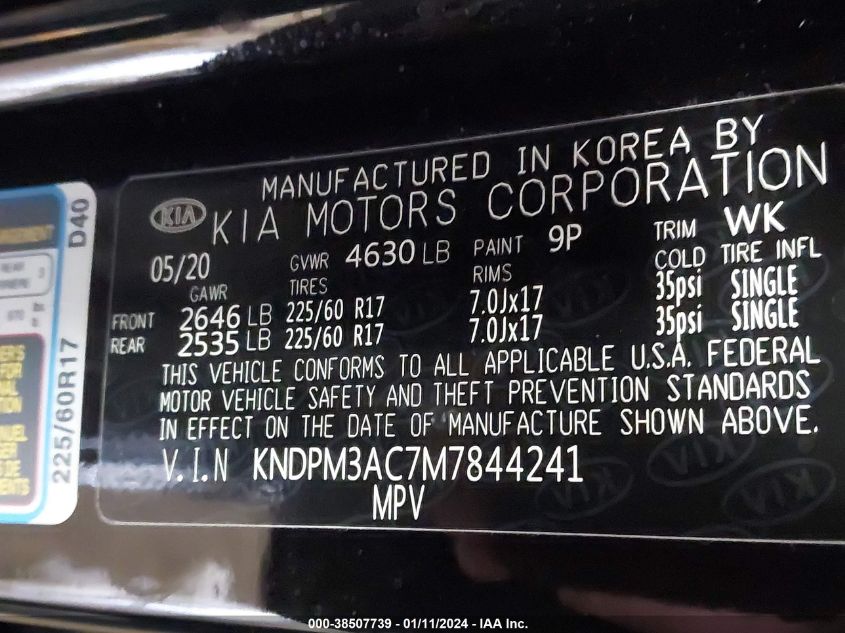 MANUFACTURED IN KOREA BY
KIA KIA MOTORS CORPORATION
05/20 GVWR 4630 LB PAINT 9P TRIM WK
GAWR TIRES RIMS COLD TIRE INFL
FRONT 2646 LB 225/60 R17 7.0Jx17 35psi SINGLE
REAR 2535 LB 225/60 R17 7.0Jx17 35psi SINGLE
THIS VEHICLE CONFORMS TO ALL APPLICABLE U.S.A. FEDERAL
MOTOR VEHICLE SAFETY AND THEFT PREVENTION STANDARDS
IN EFFECT ON THE DATE OF MANUFACTURE SHOWN ABOVE.
V.I.N KNDPM3AC7M7844241
MPV
D40
225/60R17
000-38507739 - 01/11/2024 - IAA Inc.